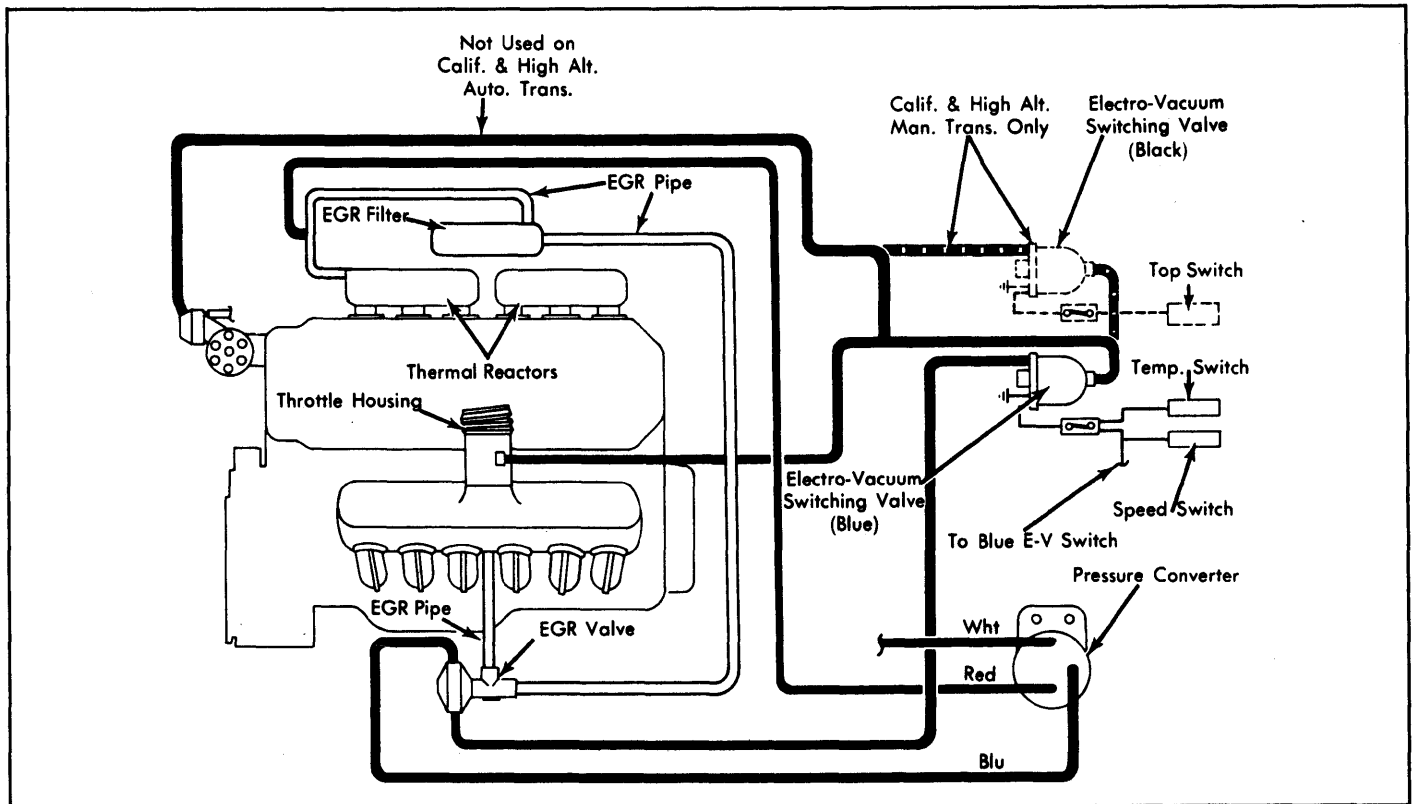 Not Used on
Calif. & High Alt.
Auto. Trans.
Calif. & High Alt.
Man. Trans. Only
Electro-Vacuum
Switching Valve
(Black)
EGR Pipe
EGR Filter
Top Switch
Thermal Reactors
Temp. Switch
Throttle Housing
Electro-Vacuum
Switching Valve
(Blue)
Speed Switch
To Blue E-V Switch
Pressure Converter
EGR Pipe
EGR Valve
Wht
Red
Blu